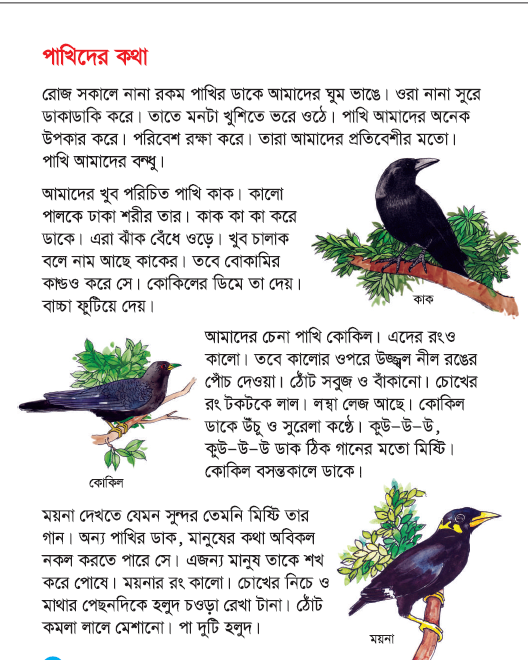 পাখিদের কথা
রোজ সকালে নানা রকম পাখির ডাকে আমাদের ঘুম ভাঙে। ওরা নানা সুরে
ডাকাডাকি করে। তাতে মনটা খুশিতে ভরে ওঠে। পাখি আমাদের অনেক
উপকার করে। পরিবেশ রক্ষা করে। তারা আমাদের প্রতিবেশীর মতো।
পাখি আমাদের বন্ধু।
আমাদের খুব পরিচিত পাখি কাক। কালো
পালকে ঢাকা শরীর তার। কাক কা কা করে
ডাকে। এরা ঝাঁক বেঁধে ওড়ে। খুব চালাক
বলে নাম আছে কাকের। তবে বোকামির
কাণ্ডও করে সে। কোকিলের ডিমে তা দেয়।
বাচ্চা ফুটিয়ে দেয়।
কাক
আমাদের চেনা পাখি কোকিল। এদের রংও
কালো। তবে কালোর ওপরে উজ্জ্বল নীল রঙের
পোঁচ দেওয়া। ঠোঁট সবুজ ও বাঁকানো। চোখের
রং টকটকে লাল। লম্বা লেজ আছে। কোকিল
ডাকে উঁচু ও সুরেলা কণ্ঠে। কুউ–উ–উ,
কুউ–উ–উ ডাক ঠিক গানের মতো মিষ্টি।
কোকিল বসন্তকালে ডাকে।
কোকিল
ময়না দেখতে যেমন সুন্দর তেমনি মিষ্টি তার
গান। অন্য পাখির ডাক, মানুষের কথা অবিকল
নকল করতে পারে সে। এজন্য মানুষ তাকে শখ
করে পোষে। ময়নার রং কালো। চোখের নিচে ও
মাথার পেছনদিকে হলুদ চওড়া রেখা টানা। ঠোঁট
কমলা লালে মেশানো। পা দুটি হলুদ।
ময়না